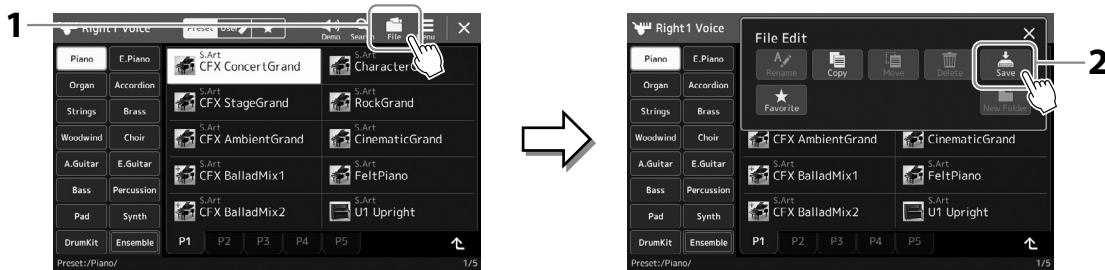 1
Right1 Voice Preset User ★ Demo Search File Menu ×
Piano E.Piano
Organ Accordion
Strings Brass
Woodwind Choir
A.Guitar E.Guitar
Bass Percussion
Pad Synth
DrumKit Ensemble
S.Art
CFX ConcertGrand
S.Art
Character
S.Art
CFX StageGrand
S.Art
RockGrand
S.Art
CFX AmbientGrand
S.Art
CinematicGrand
S.Art
CFX BalladMix1
S.Art
FeltPiano
S.Art
CFX BalladMix2
S.Art
U1 Upright
P1 P2 P3 P4 P5
Preset:/Piano/ 1/5
2
Right1 Voice
File Edit ×
Rename Copy Move Delete Save
Favorite New Folder
Piano E.Piano
Organ Accordion
Strings Brass
Woodwind Choir
A.Guitar E.Guitar
Bass Percussion
Pad Synth
DrumKit Ensemble
CFX AmbientGrand
CinematicGrand
S.Art
CFX BalladMix1
S.Art
FeltPiano
S.Art
CFX BalladMix2
S.Art
U1 Upright
P1 P2 P3 P4 P5
Preset:/Piano/ 1/5